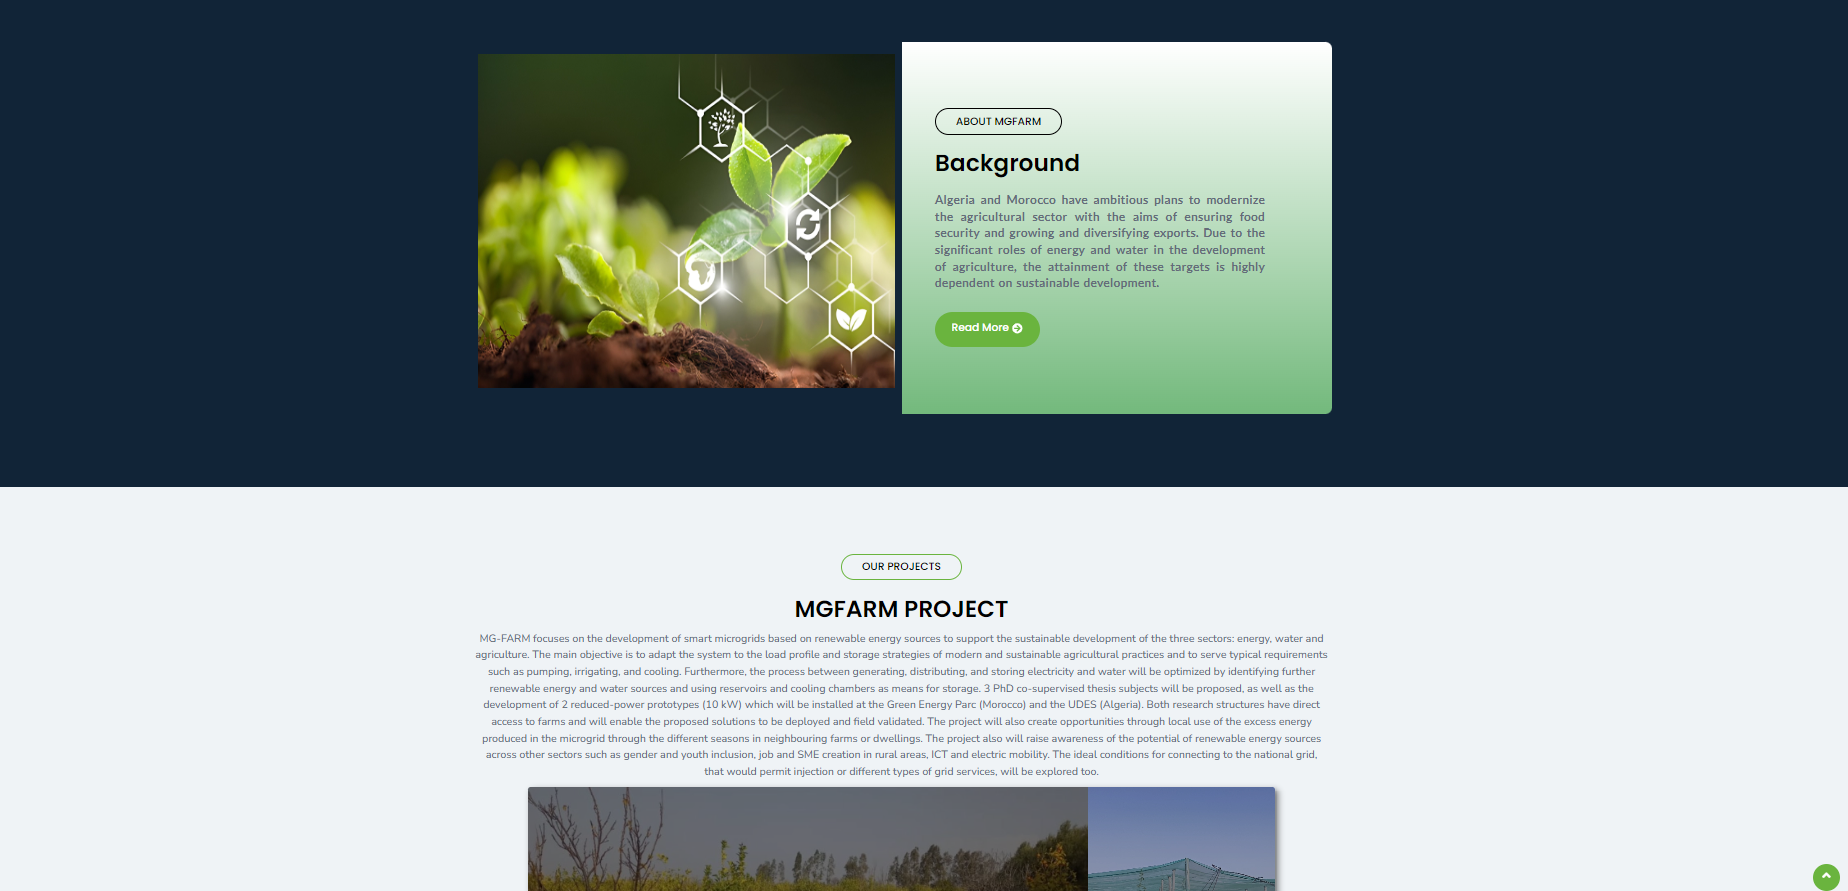 ABOUT MGFARM
Background
Algeria and Morocco have ambitious plans to modernize
the agricultural sector with the aims of ensuring food
security and growing and diversifying exports. Due to the
significant roles of energy and water in the development
of agriculture, the attainment of these targets is highly
dependent on sustainable development.
Read More
OUR PROJECTS
MGFARM PROJECT
MG-FARM focuses on the development of smart microgrids based on renewable energy sources to support the sustainable development of the three sectors: energy, water and
agriculture. The main objective is to adapt the system to the load profile and storage strategies of modern and sustainable agricultural practices and to serve typical requirements
such as pumping, irrigating, and cooling. Furthermore, the process between generating, distributing, and storing electricity and water will be optimized by identifying further
renewable energy and water sources and using reservoirs and cooling chambers as means for storage. 3 PhD co-supervised thesis subjects will be proposed, as well as the
development of 2 reduced-power prototypes (10 kW) which will be installed at the Green Energy Parc (Morocco) and the UDES (Algeria). Both research structures have direct
access to farms and will enable the proposed solutions to be deployed and field validated. The project will also create opportunities through local use of the excess energy
produced in the microgrid through the different seasons in neighbouring farms or dwellings. The project also will raise awareness of the potential of renewable energy sources
across other sectors such as gender and youth inclusion, job and SME creation in rural areas, ICT and electric mobility. The ideal conditions for connecting to the national grid,
that would permit injection or different types of grid services, will be explored too.